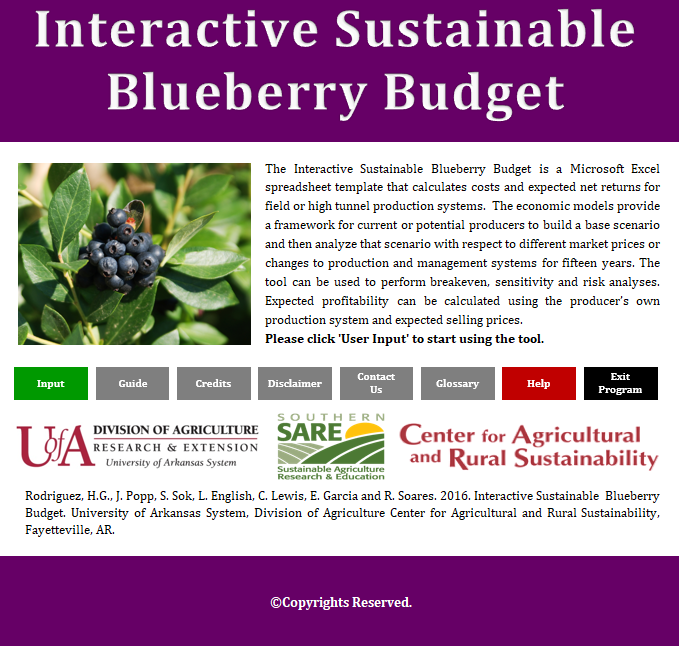 Interactive Sustainable
Blueberry Budget
The Interactive Sustainable Blueberry Budget is a Microsoft Excel
spreadsheet template that calculates costs and expected net returns for
field or high tunnel production systems. The economic models provide
a framework for current or potential producers to build a base scenario
and then analyze that scenario with respect to different market prices or
changes to production and management systems for fifteen years. The
tool can be used to perform breakeven, sensitivity and risk analyses.
Expected profitability can be calculated using the producer's own
production system and expected selling prices.
Please click 'User Input' to start using the tool.
Input
Guide
Credits
Disclaimer
Contact
Us
Glossary
Help
Exit
Program
UofA
DIVISION OF AGRICULTURE
RESEARCH & EXTENSION
University of Arkansas System
SOUTHERN
SARE
Sustainable Agriculture
Research & Education
Center for Agricultural
and Rural Sustainability
Rodriguez, H.G., J. Popp, S. Sok, L. English, C. Lewis, E. Garcia and R. Soares. 2016. Interactive Sustainable Blueberry
Budget. University of Arkansas System, Division of Agriculture Center for Agricultural and Rural Sustainability,
Fayetteville, AR.
©Copyrights Reserved.